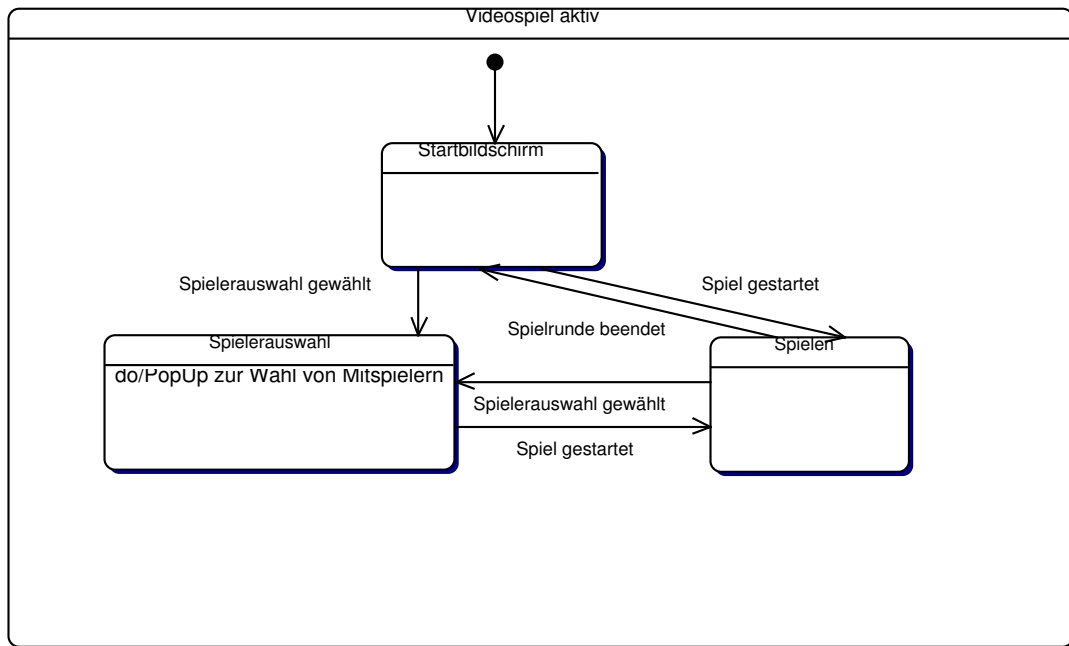 Videospiel aktiv
Startbildschirm
Spielerauswahl gewählt
Spiel gestartet
Spielrunde beendet
Spielerauswahl
do/PopUp zur Wahl von Mitspielern
Spielen
Spielerauswahl gewählt
Spiel gestartet